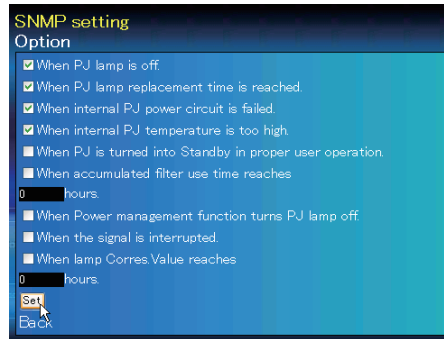 SNMP setting
Option
When PJ lamp is off.
When PJ lamp replacement time is reached.
When internal PJ power circuit is failed.
When internal PJ temperature is too high.
When PJ is turned into Standby in proper user operation.
When accumulated filter use time reaches
0 hours.
When Power management function turns PJ lamp off.
When the signal is interrupted.
When lamp Corres.Value reaches
0 hours.
Set
Back